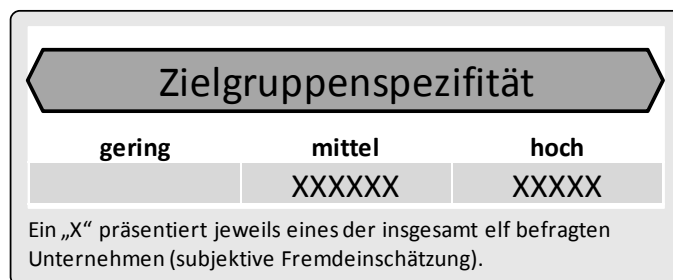 Zielgruppenspezifität
gering mittel hoch
XXXXXX XXXXX
Ein „X“ präsentiert jeweils eines der insgesamt elf befragten
Unternehmen (subjektive Fremdeinschätzung).